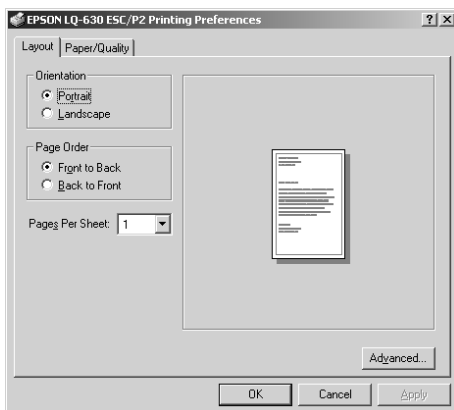 EPSON LQ-630 ESC/P2 Printing Preferences
Layout
Paper/Quality
Orientation
Portrait
Landscape
Page Order
Front to Back
Back to Front
Pages Per Sheet: 1
Advanced...
OK
Cancel
Apply